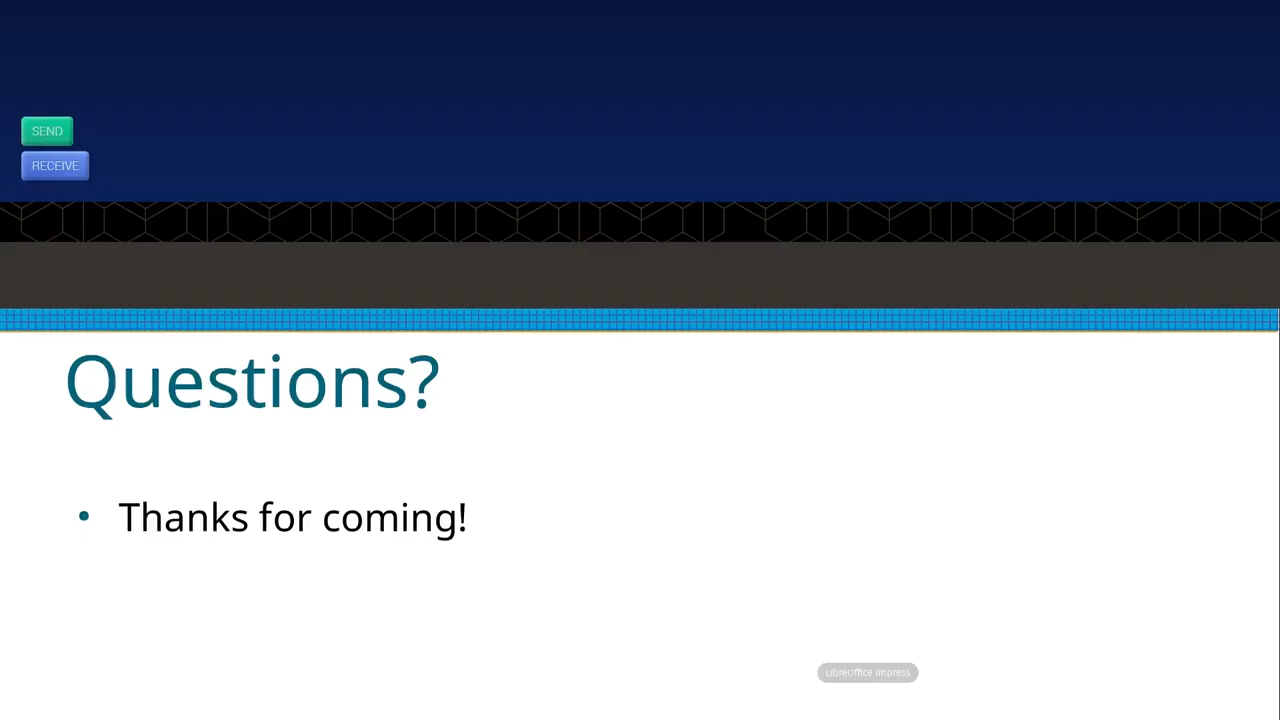 SEND
RECEIVE
Questions?
• Thanks for coming!
LibreOffice Impress